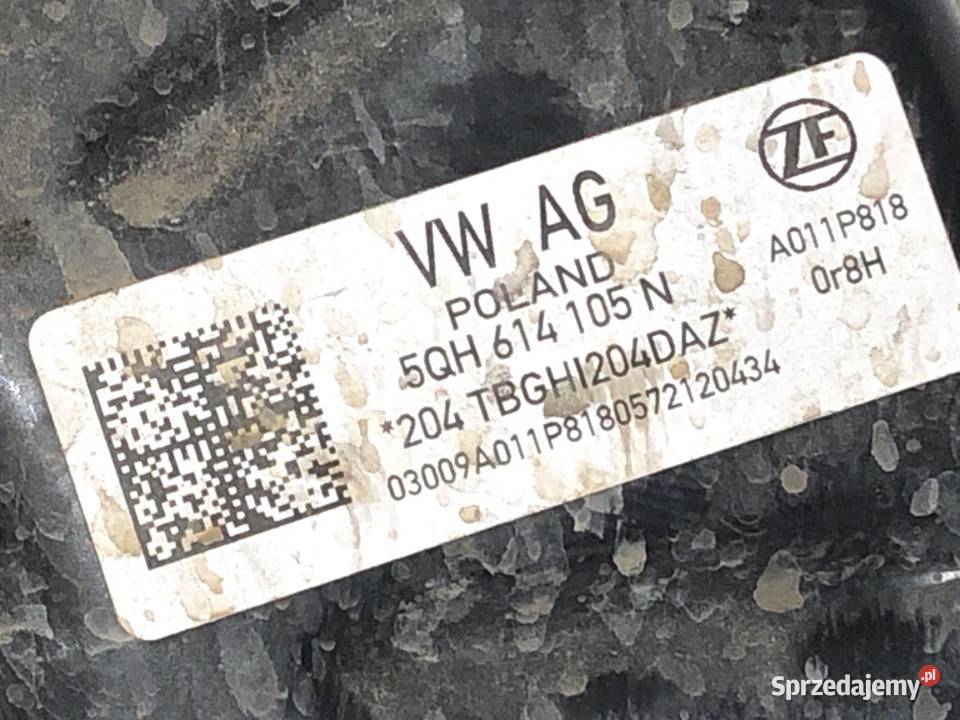 ZF
VW AG
A011P818
POLAND
0r8H
5QH 614 105 N
*204 TBGHI204DAZ*
03009A011P8180572120434
Sprzedajemy.pl